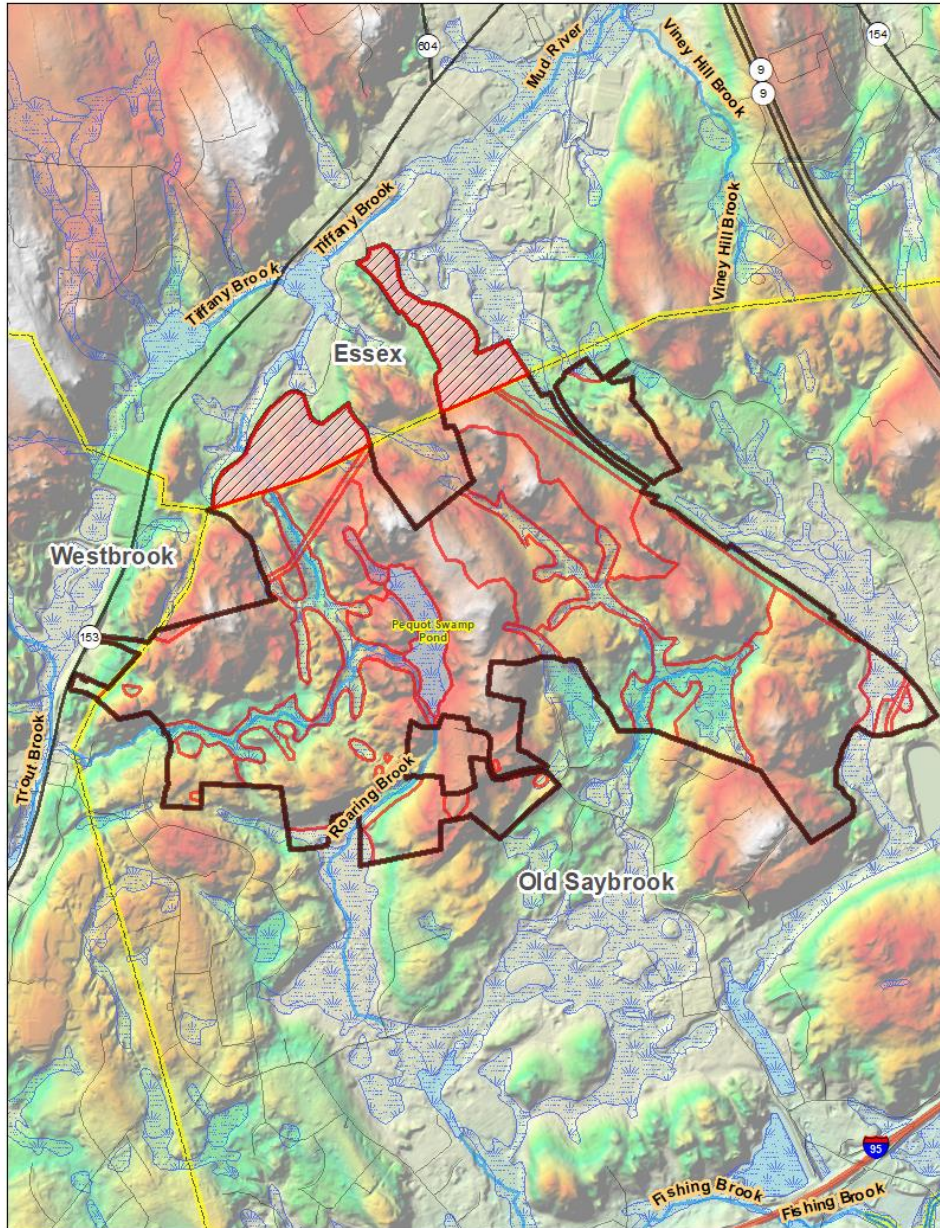 604
154
Mud River
Viney Hill Brook
9
9
Tiffany Brook
Viney Hill Brook
Tiffany Brook
Essex
Westbrook
Pequot Swamp
Pond
153
Trout Brook
Roaring Brook
Old Saybrook
95
Fishing Brook
Fishing Brook